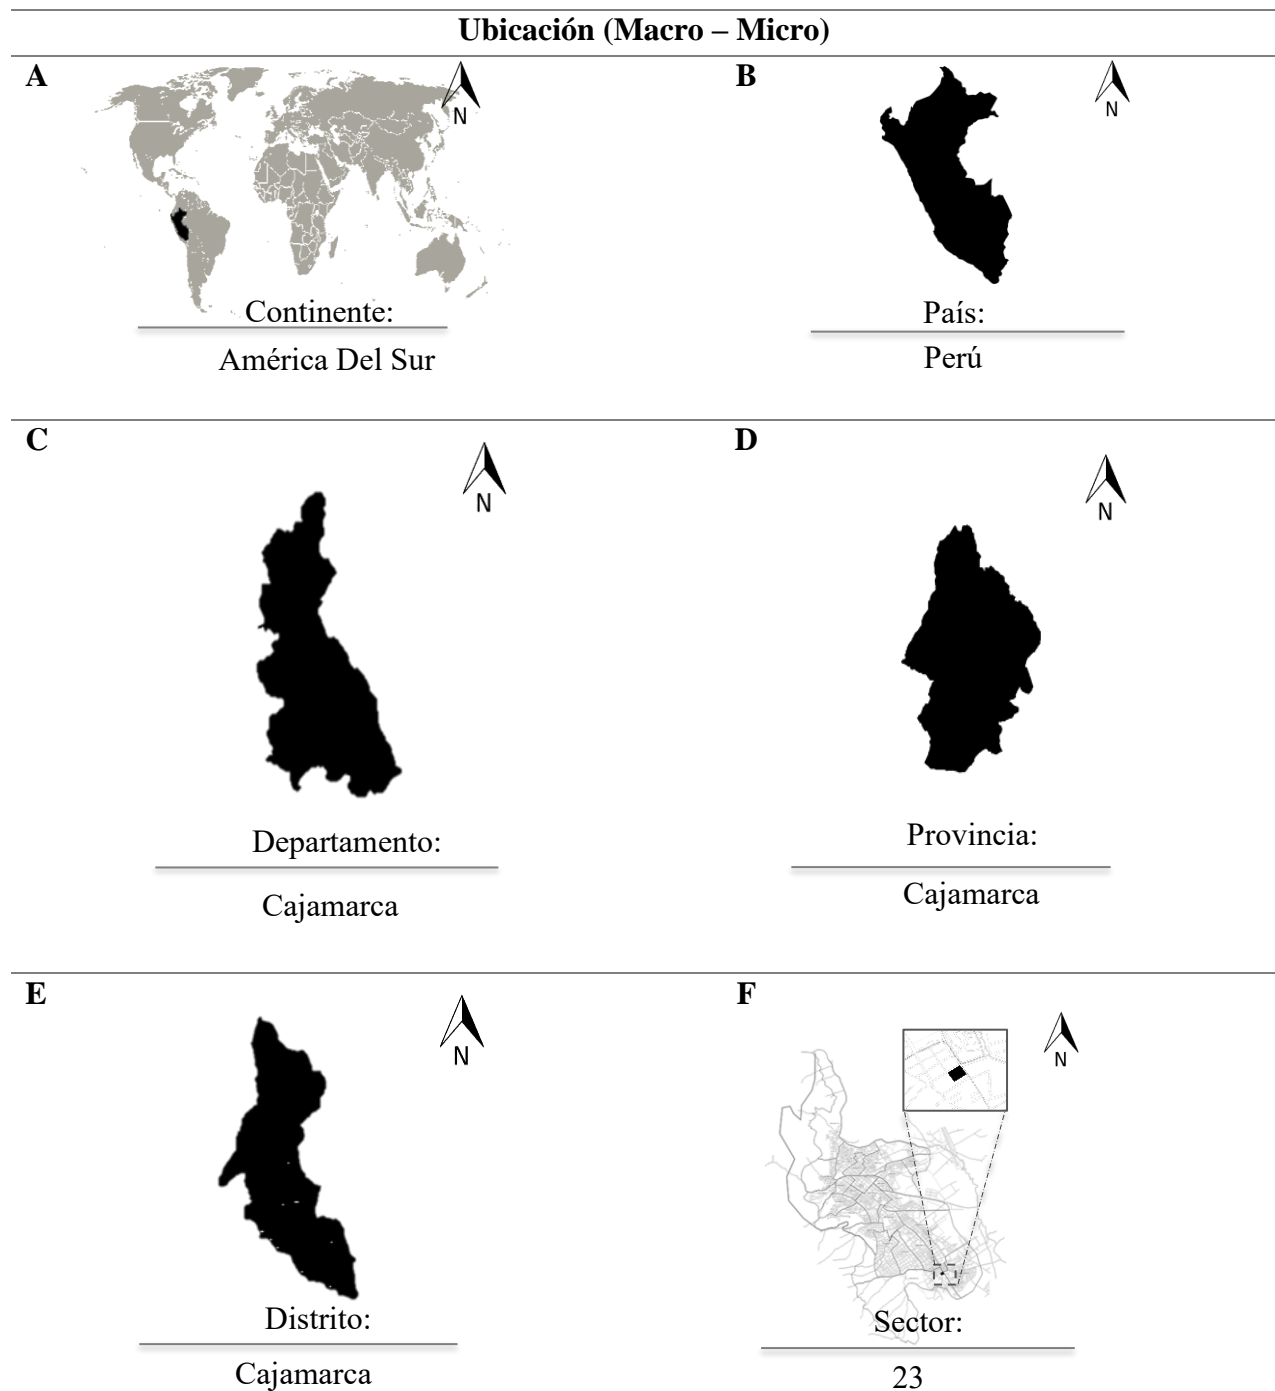 Ubicación (Macro – Micro)
A
N
Continente:
América Del Sur
B
N
País:
Perú
C
N
Departamento:
Cajamarca
D
N
Provincia:
Cajamarca
E
N
Distrito:
Cajamarca
F
N
Sector:
23